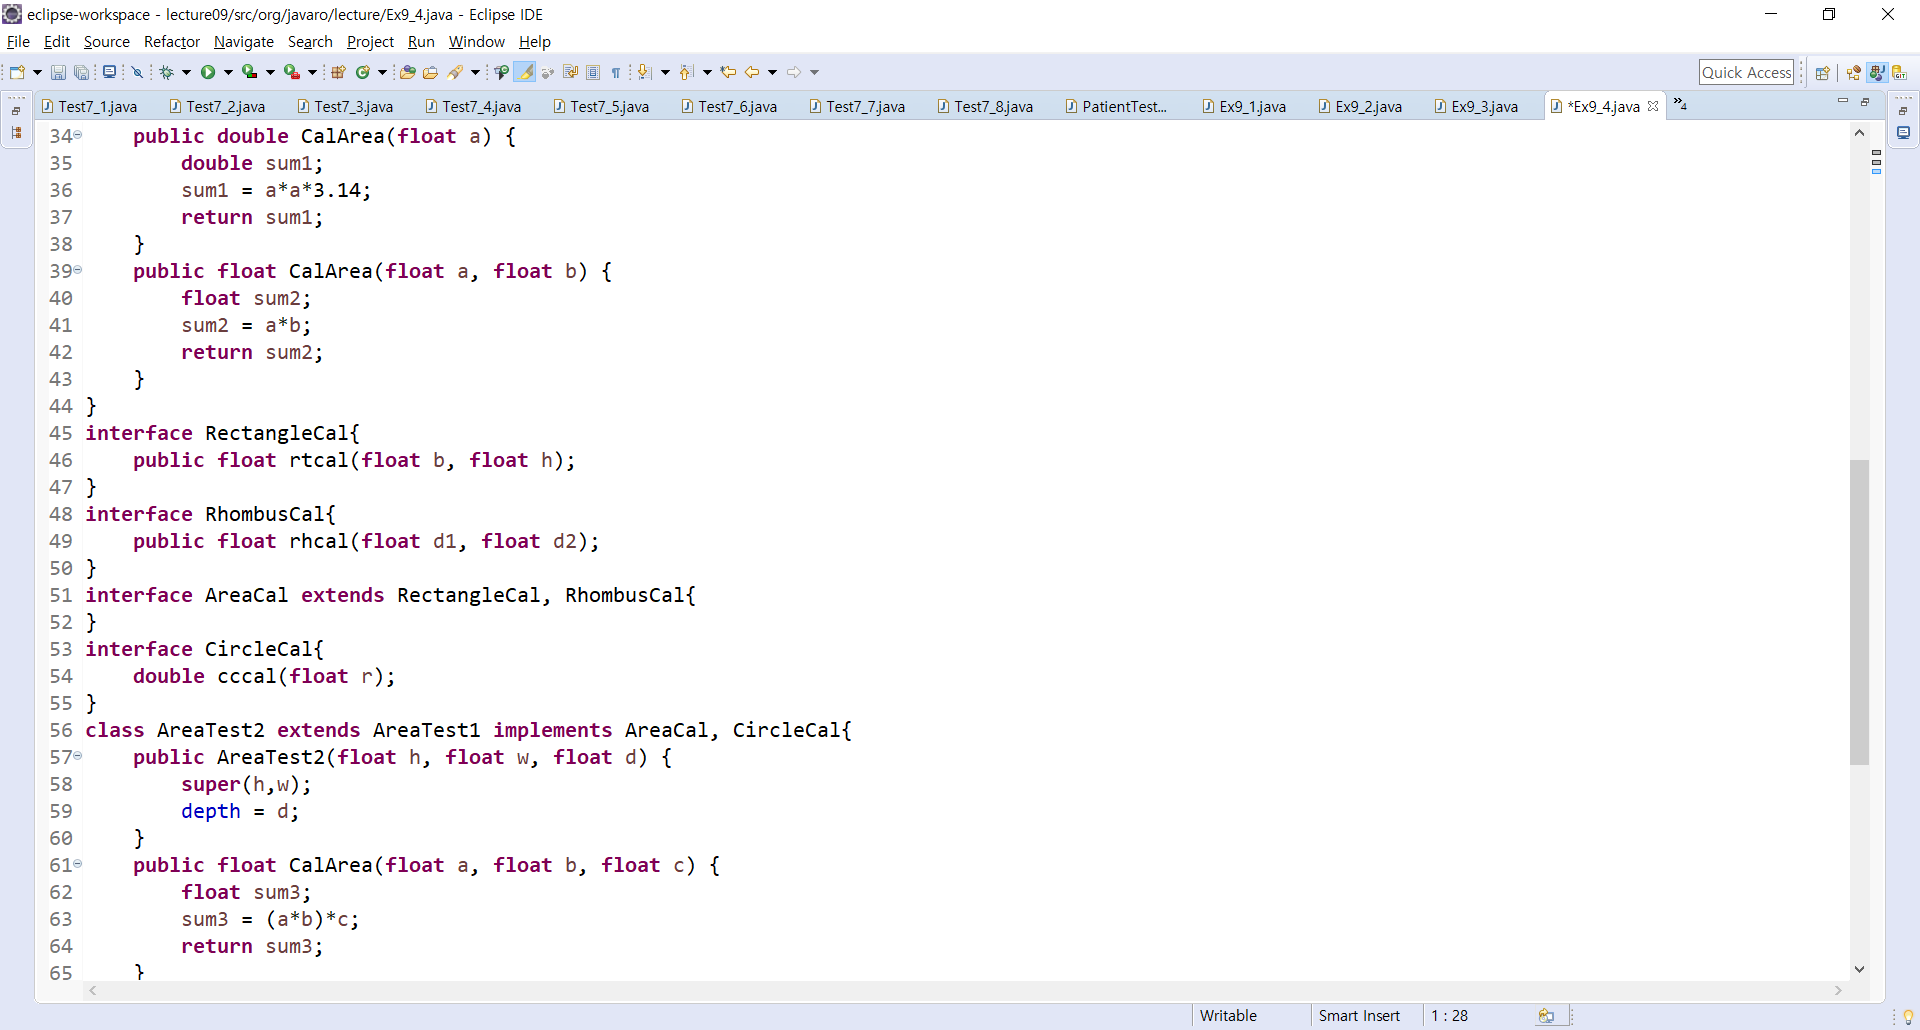 eclipse-workspace - lecture09/src/org/javaro/lecture/Ex9_4.java - Eclipse IDE
File Edit Source Refactor Navigate Search Project Run Window Help
Quick Access
Test7_1.java Test7_2.java Test7_3.java Test7_4.java Test7_5.java Test7_6.java Test7_7.java Test7_8.java PatientTest... Ex9_1.java Ex9_2.java Ex9_3.java *Ex9_4.java »4
34 public double CalArea(float a) {
35 double sum1;
36 sum1 = a*a*3.14;
37 return sum1;
38 }
39 public float CalArea(float a, float b) {
40 float sum2;
41 sum2 = a*b;
42 return sum2;
43 }
44 }
45 interface RectangleCal{
46 public float rtcal(float b, float h);
47 }
48 interface RhombusCal{
49 public float rhcal(float d1, float d2);
50 }
51 interface AreaCal extends RectangleCal, RhombusCal{
52 }
53 interface CircleCal{
54 double cccal(float r);
55 }
56 class AreaTest2 extends AreaTest1 implements AreaCal, CircleCal{
57 public AreaTest2(float h, float w, float d) {
58 super(h,w);
59 depth = d;
60 }
61 public float CalArea(float a, float b, float c) {
62 float sum3;
63 sum3 = (a*b)*c;
64 return sum3;
65 }
Writable Smart Insert 1 : 28